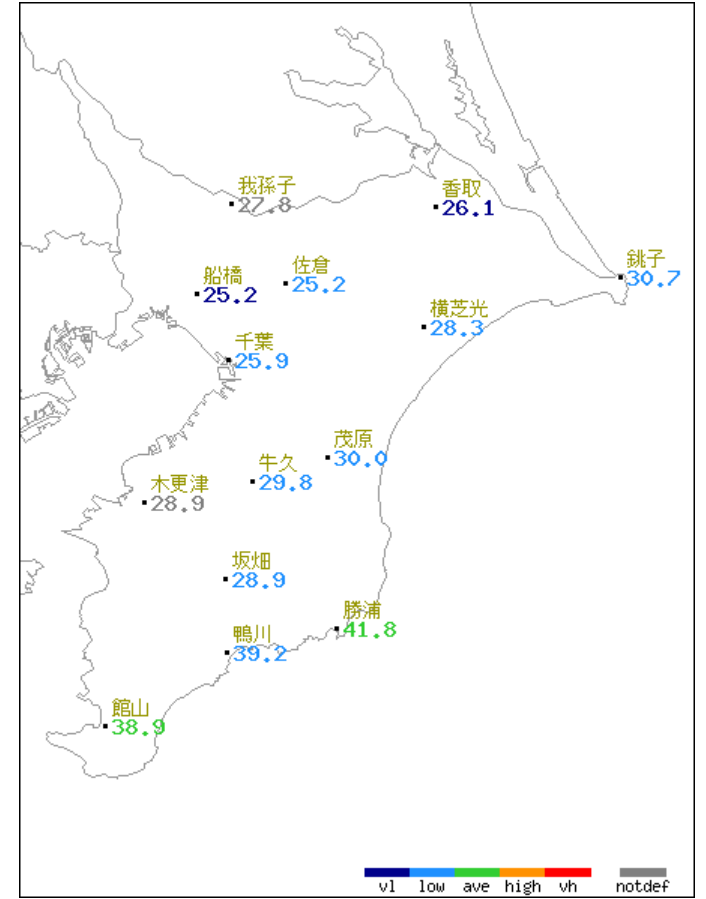 我孫子
27.8
香取
26.1
銚子
30.7
船橋
25.2
佐倉
25.2
横芝光
28.3
千葉
25.9
茂原
30.0
牛久
29.8
木更津
28.9
坂畑
28.9
勝浦
41.8
鴨川
39.2
館山
38.9
vl low ave high vh notdef